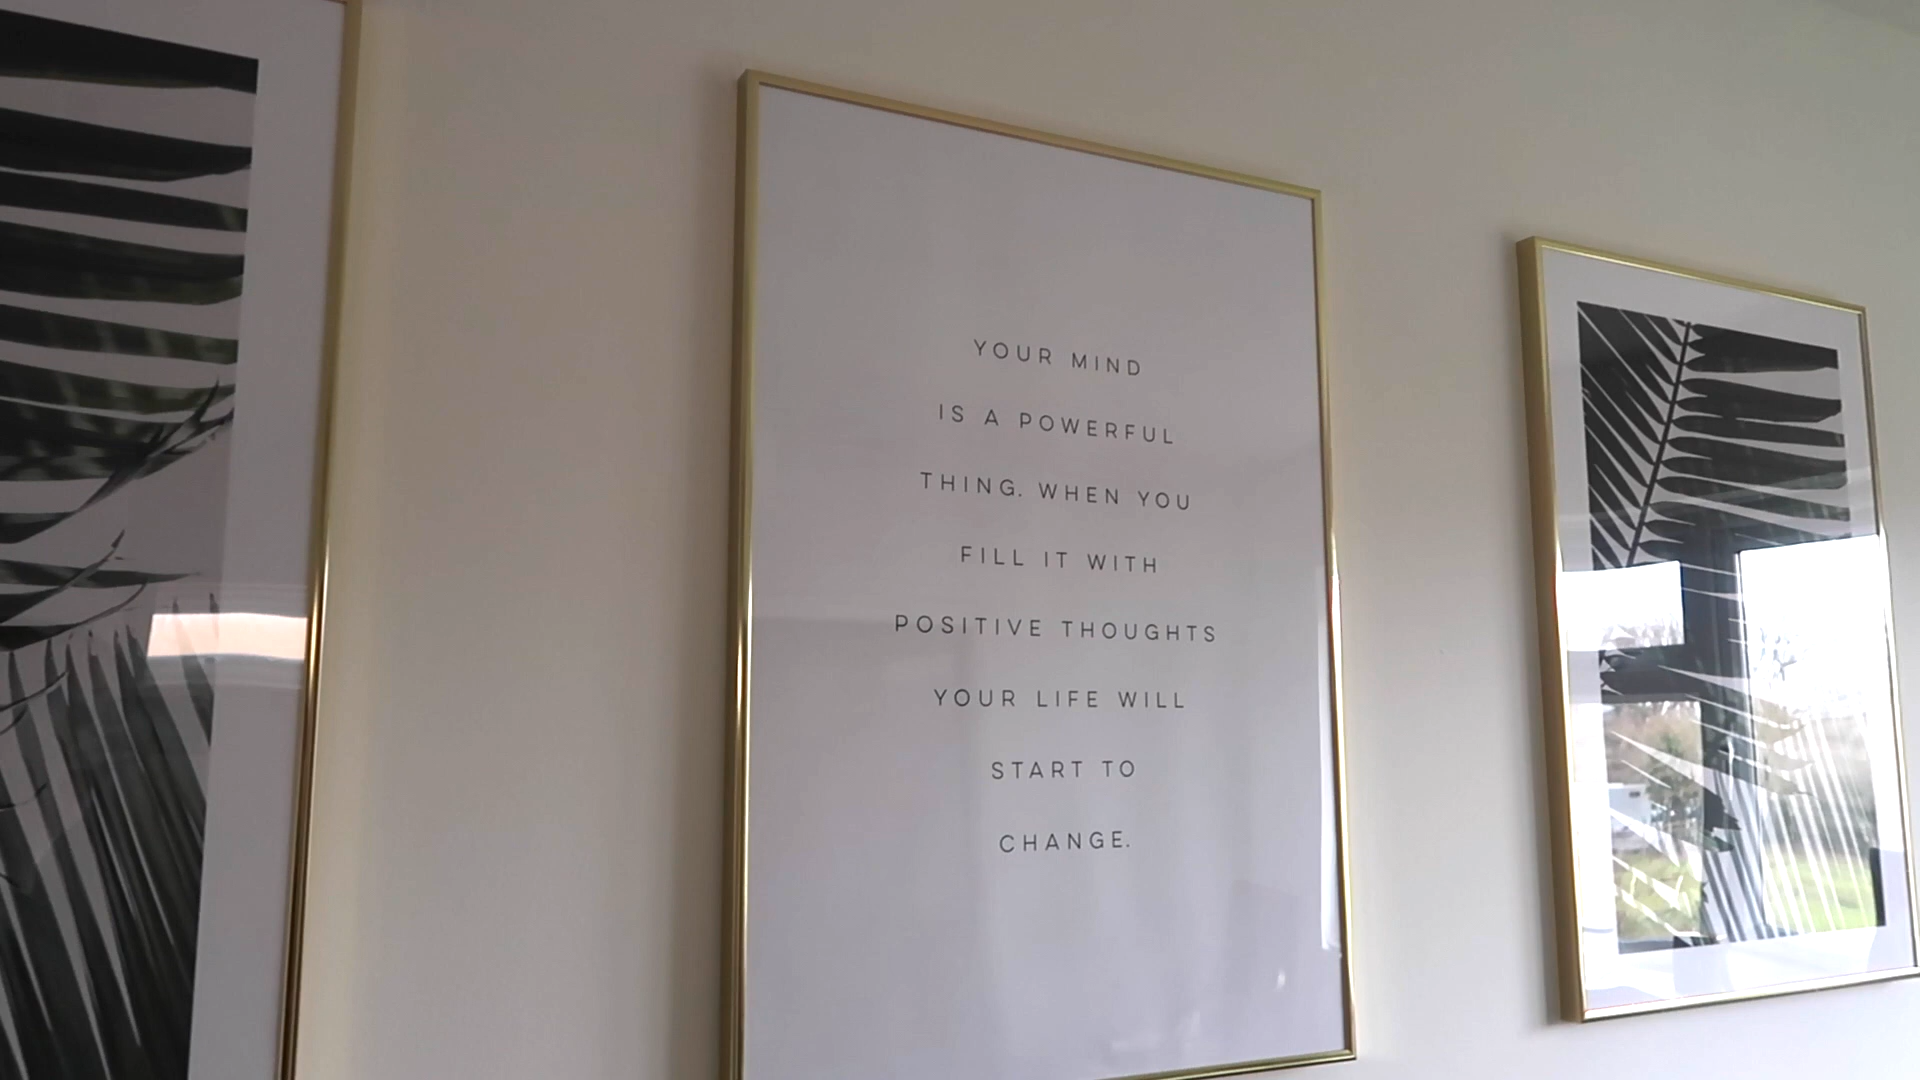 YOUR MIND
IS A POWERFUL
THING. WHEN YOU
FILL IT WITH
POSITIVE THOUGHTS
YOUR LIFE WILL
START TO
CHANGE.